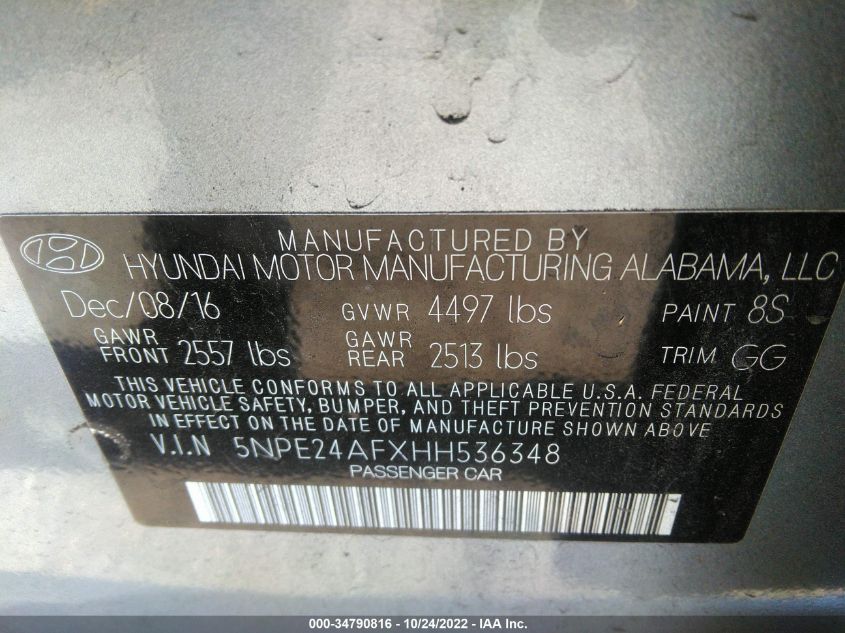 MANUFACTURED BY
HYUNDAI MOTOR MANUFACTURING ALABAMA, LLC
Dec/08/16 GVWR 4497 lbs PAINT 8S
GAWR FRONT 2557 lbs GAWR REAR 2513 lbs TRIM GG
THIS VEHICLE CONFORMS TO ALL APPLICABLE U.S.A. FEDERAL
MOTOR VEHICLE SAFETY, BUMPER, AND THEFT PREVENTION STANDARDS
IN EFFECT ON THE DATE OF MANUFACTURE SHOWN ABOVE.
V.I.N 5NPE24AFXHH536348
PASSENGER CAR
000-34790816 - 10/24/2022 - IAA Inc.